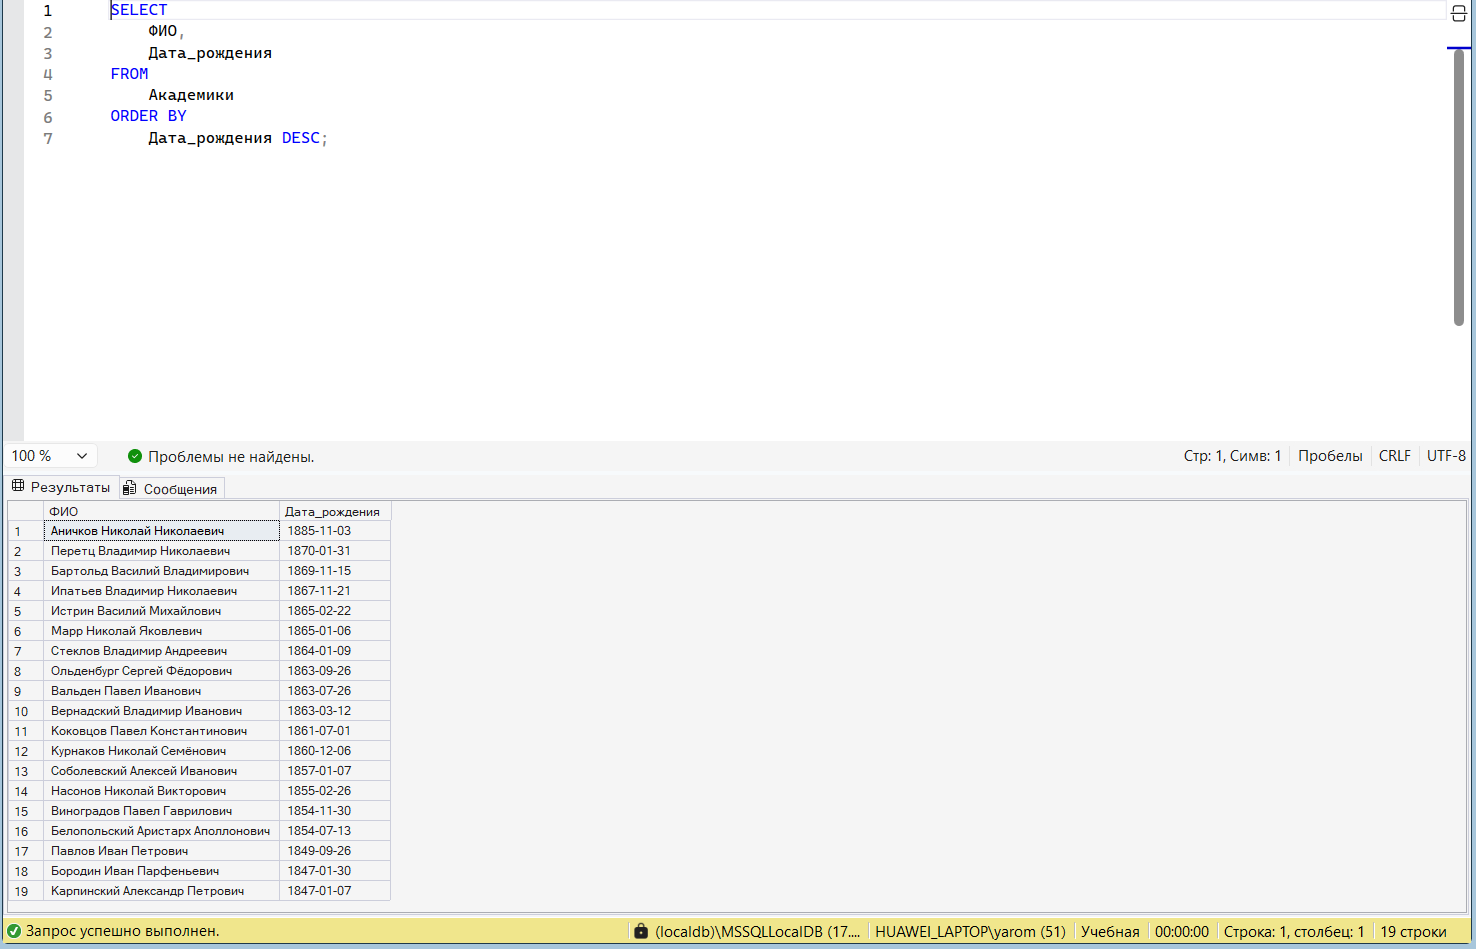 1 SELECT
2 ФИО,
3 Дата_рождения
4 FROM
5 Академики
6 ORDER BY
7 Дата_рождения DESC;
100 % Проблемы не найдены. Стр: 1, Симв: 1 Пробелы CRLF UTF-8
Результаты Сообщения
ФИО Дата_рождения
1 Аничков Николай Николаевич 1885-11-03
2 Перетц Владимир Николаевич 1870-01-31
3 Бартольд Василий Владимирович 1869-11-15
4 Ипатьев Владимир Николаевич 1867-11-21
5 Истрин Василий Михайлович 1865-02-22
6 Марр Николай Яковлевич 1865-01-06
7 Стеклов Владимир Андреевич 1864-01-09
8 Ольденбург Сергей Фёдорович 1863-09-26
9 Вальден Павел Иванович 1863-07-26
10 Вернадский Владимир Иванович 1863-03-12
11 Коковцов Павел Константинович 1861-07-01
12 Курнаков Николай Семёнович 1860-12-06
13 Соболевский Алексей Иванович 1857-01-07
14 Насонов Николай Викторович 1855-02-26
15 Виноградов Павел Гаврилович 1854-11-30
16 Белопольский Аристарх Аполлонович 1854-07-13
17 Павлов Иван Петрович 1849-09-26
18 Бородин Иван Парфеньевич 1847-01-30
19 Карпинский Александр Петрович 1847-01-07
Запрос успешно выполнен. (localdb)\MSSQLLocalDB (17.... HUAWEI_LAPTOP\yarom (51) Учебная 00:00:00 Строка: 1, столбец: 1 19 строки